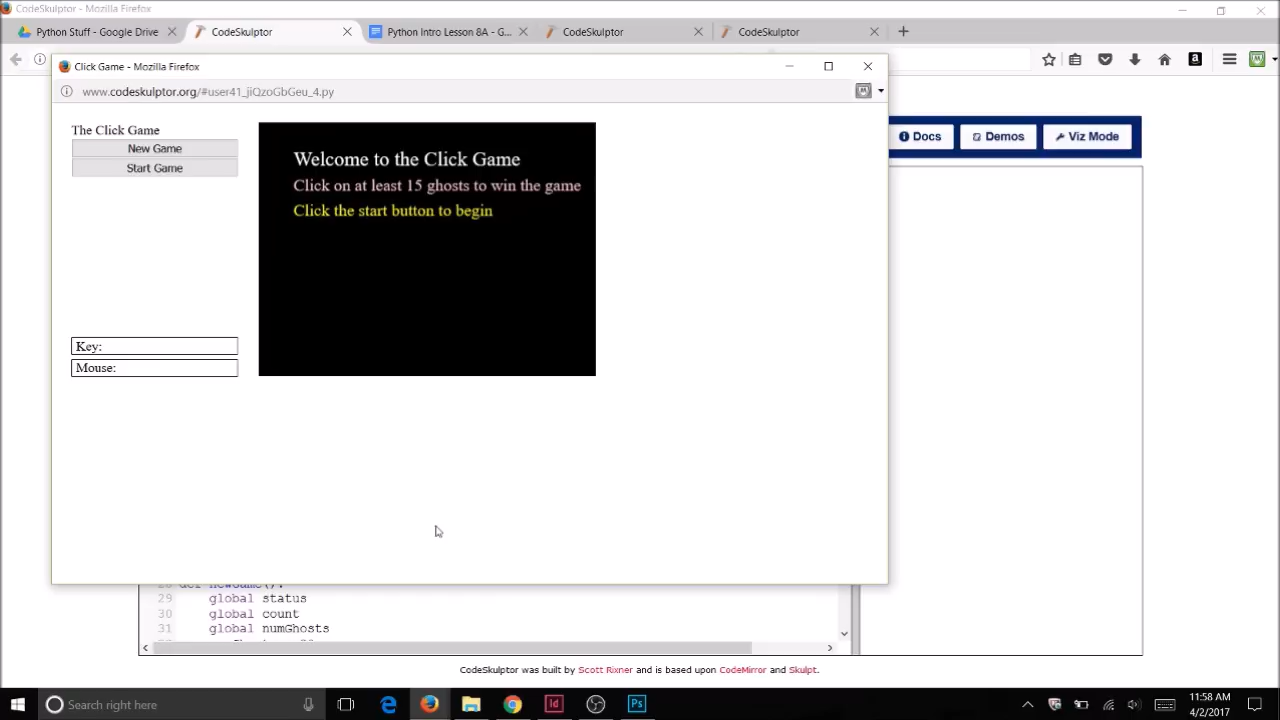 CodeSkulptor - Mozilla Firefox
Python Stuff - Google Drive
CodeSkulptor
Python Intro Lesson 8A - G...
CodeSkulptor
CodeSkulptor
Click Game - Mozilla Firefox
www.codeskulptor.org/#user41_jiQzoGbGeu_4.py
Docs
Demos
Viz Mode
The Click Game
New Game
Start Game
Welcome to the Click Game
Click on at least 15 ghosts to win the game
Click the start button to begin
Key:
Mouse:
29 global status
30 global count
31 global numGhosts
CodeSkulptor was built by Scott Rixner and is based upon CodeMirror and Skulpt.
Search right here
11:58 AM
4/2/2017